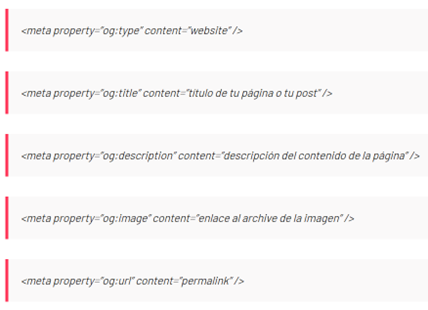 <meta property="og:type" content="website" />
<meta property="og:title" content="título de tu página o tu post" />
<meta property="og:description" content="descripción del contenido de la página" />
<meta property="og:image" content="enlace al archive de la imagen" />
<meta property="og:url" content="permalink" />